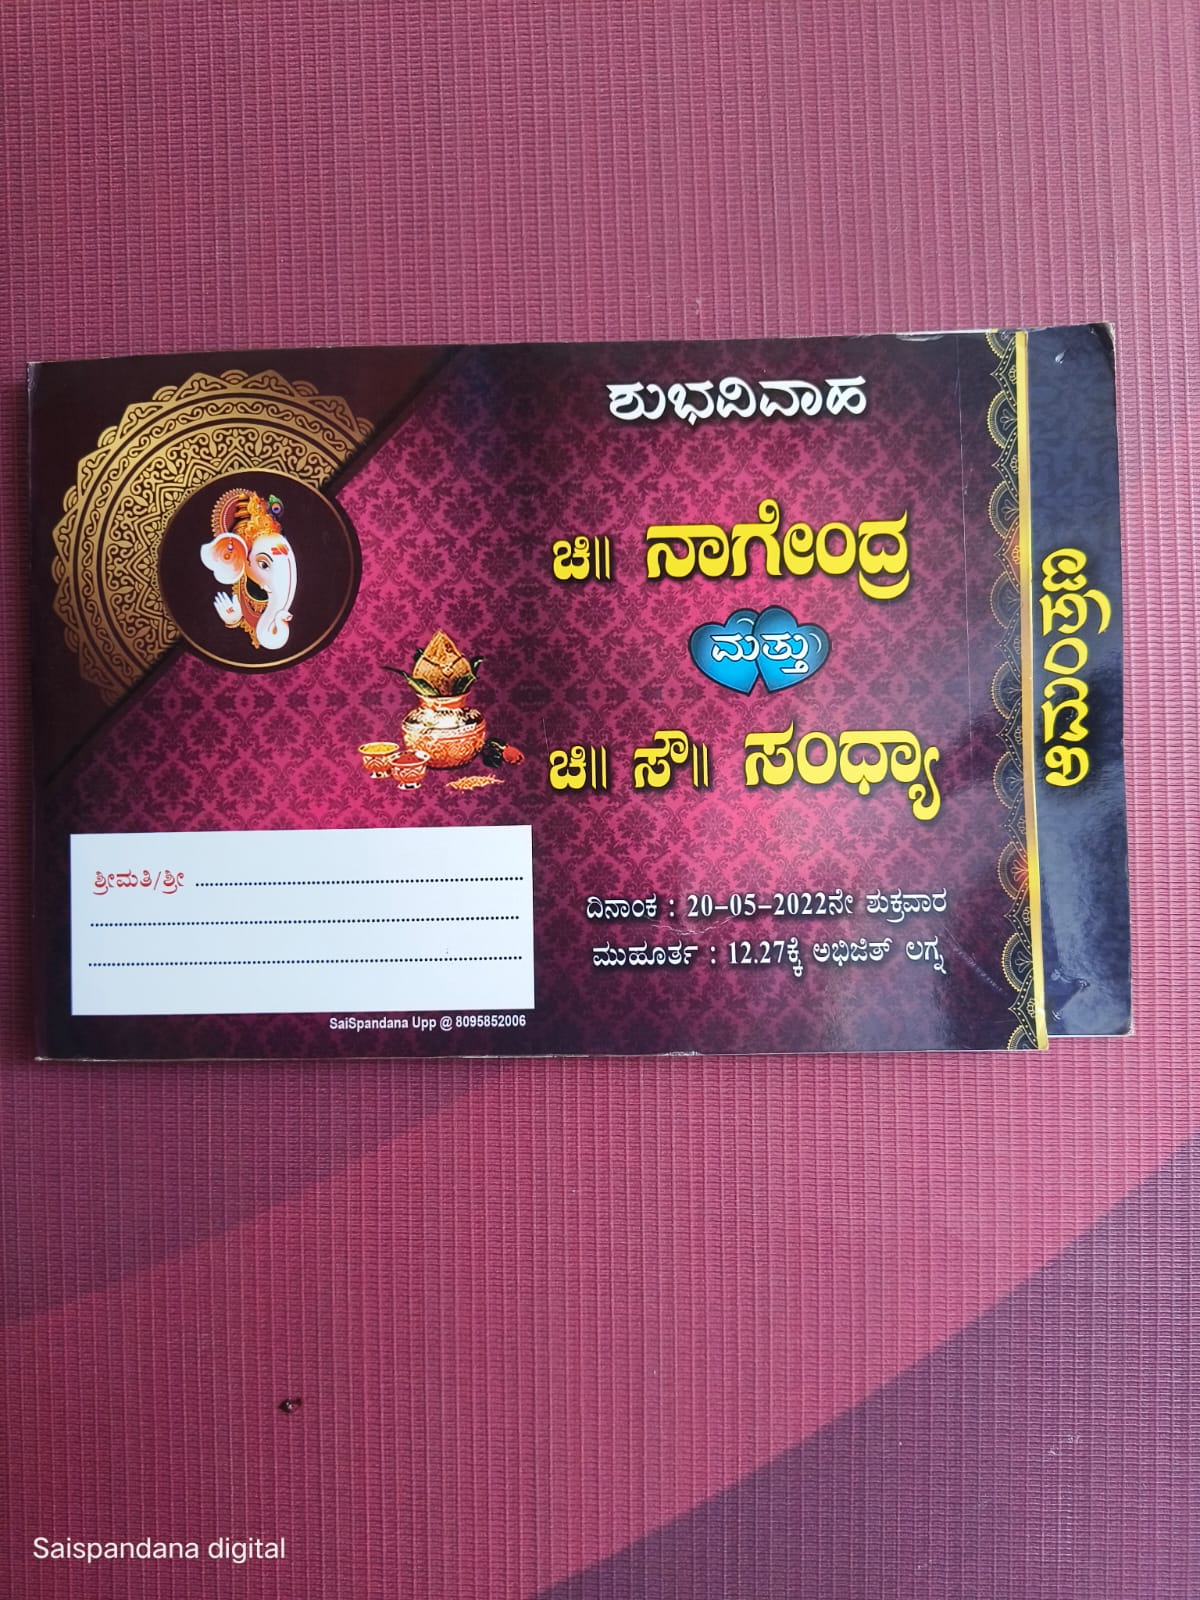 ಶುಭವಿವಾಹ
ಚಿ|| ನಾಗೇಂದ್ರ
ಮತ್ತು
ಚಿ|| ಸೌ|| ಸಂಧ್ಯಾ
ದಿನಾಂಕ : 20-05-2022ನೇ ಶುಕ್ರವಾರ
ಮುಹೂರ್ತ : 12.27ಕ್ಕೆ ಅಭಿಜಿತ್ ಲಗ್ನ
ಶ್ರೀಮತಿ/ಶ್ರೀ
SaiSpandana Upp @ 8095852006
ಆಮಂತ್ರಣ
Saispandana digital